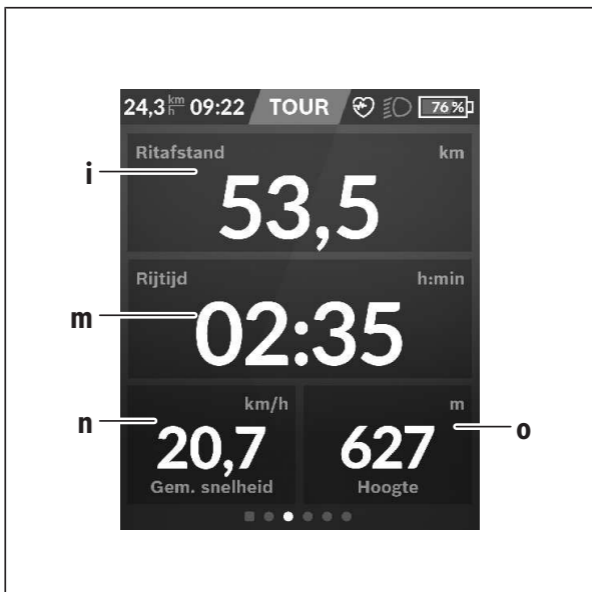 24,3 km/h 09:22 TOUR 76 %
Ritafstand km
i
53,5
Rijtijd h:min
m
02:35
km/h m
n
o
20,7 627
Gem. snelheid Hoogte